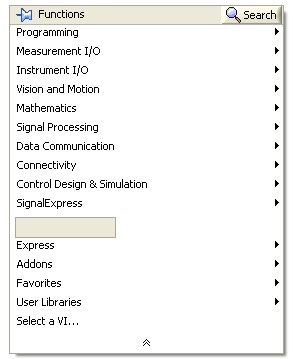 Functions Search
Programming
Measurement I/O
Instrument I/O
Vision and Motion
Mathematics
Signal Processing
Data Communication
Connectivity
Control Design & Simulation
SignalExpress
Express
Addons
Favorites
User Libraries
Select a VI...